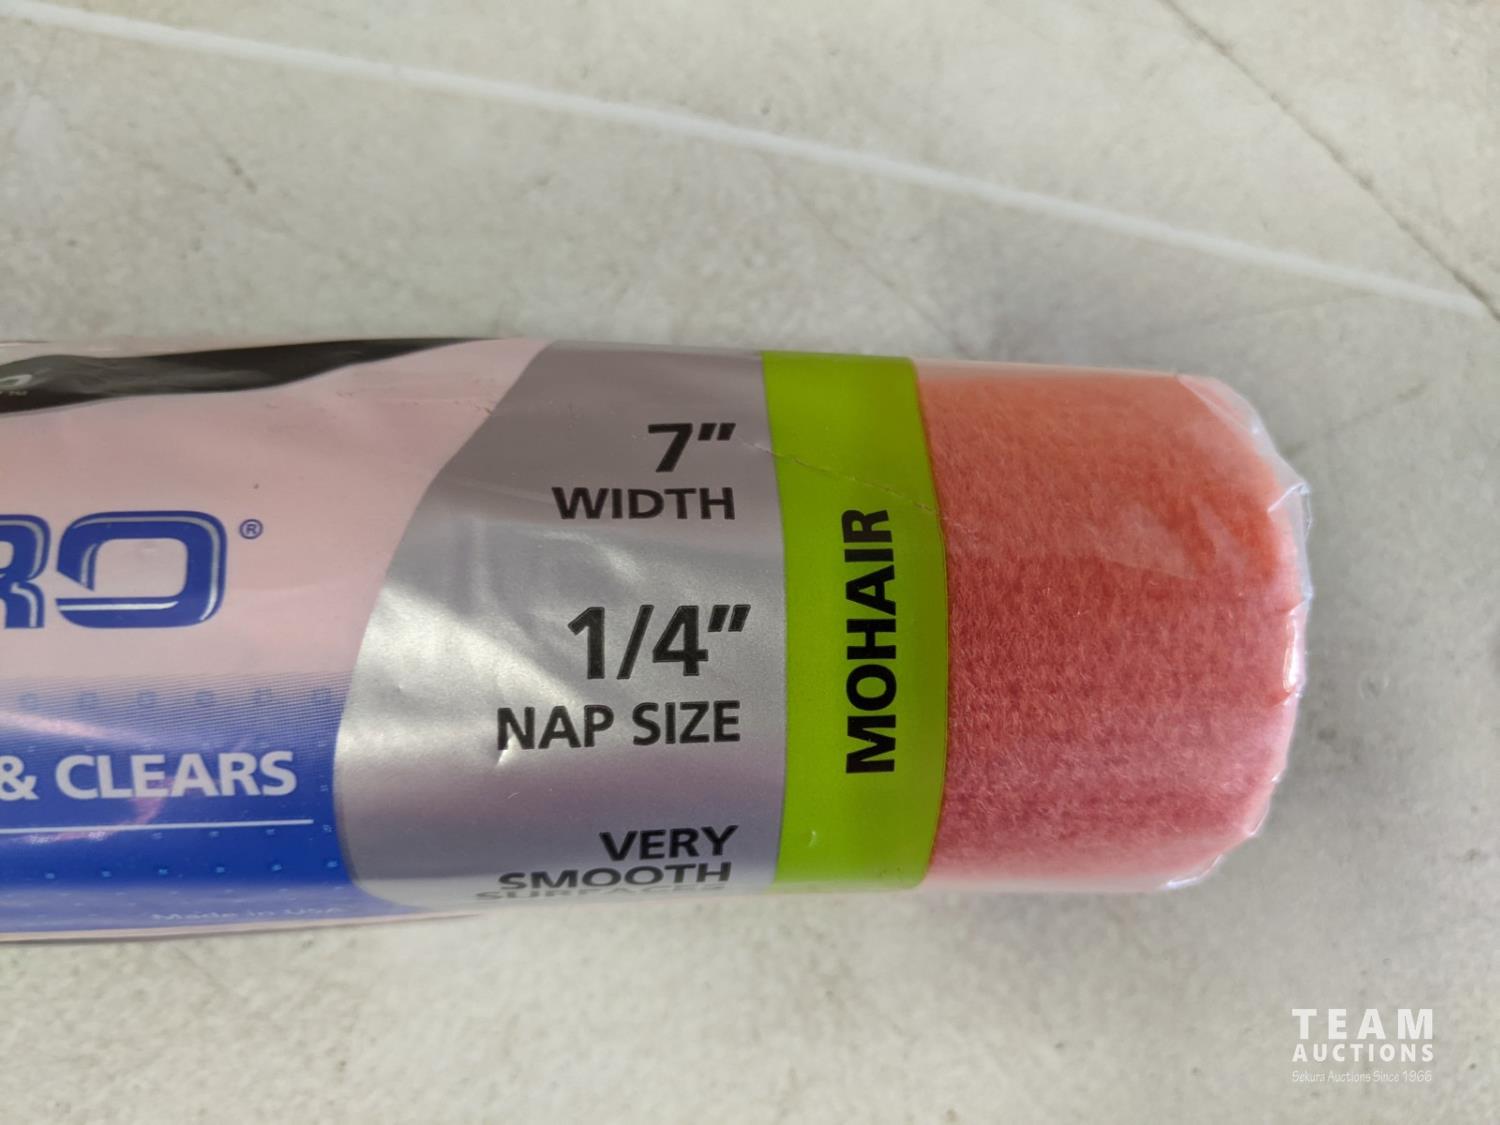 RO®
& CLEARS
Made in USA
7"
WIDTH
1/4"
NAP SIZE
VERY
SMOOTH
SURFACES
MOHAIR
TEAM
AUCTIONS
Sekura Auctions Since 1966